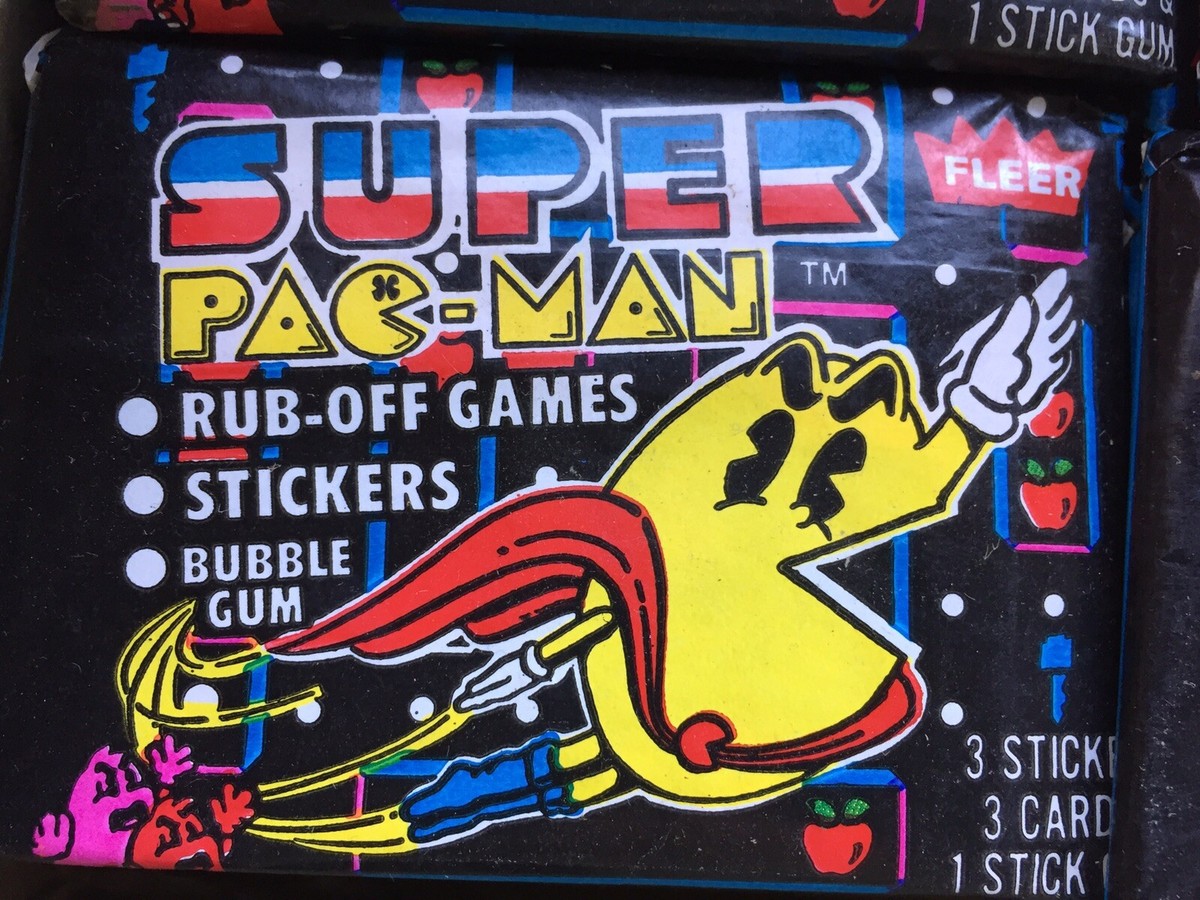 1 STICK GUM
SUPER
FLEER
PAC-MAN TM
RUB-OFF GAMES
STICKERS
BUBBLE
GUM
3 STICKE
3 CARD
1 STICK